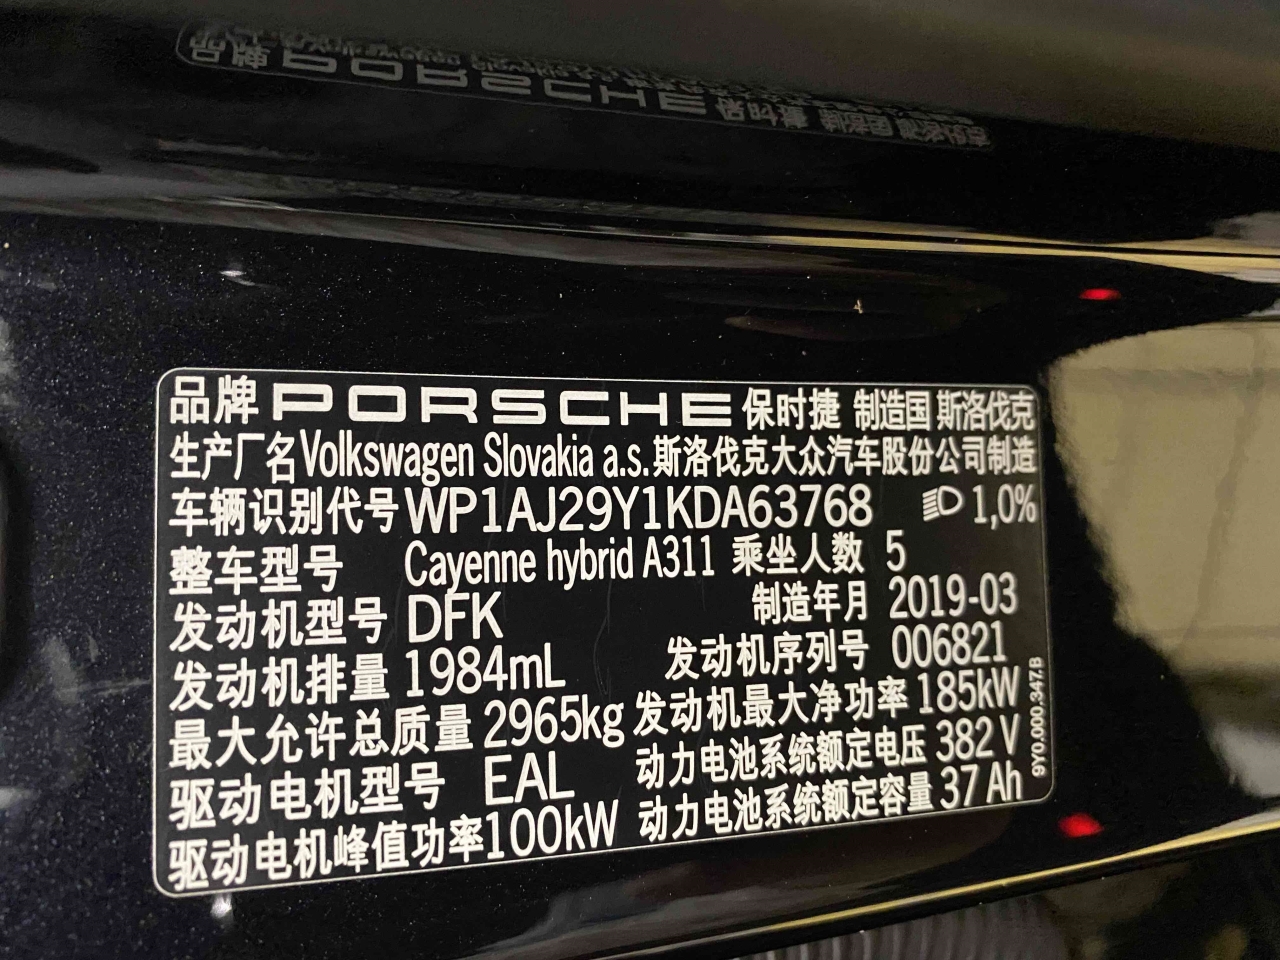 品牌 PORSCHE 保时捷 制造国 斯洛伐克
生产厂名Volkswagen Slovakia a.s.斯洛伐克大众汽车股份公司制造
车辆识别代号WP1AJ29Y1KDA63768 1,0%
整车型号 Cayenne hybrid A311 乘坐人数 5
发动机型号 DFK 制造年月 2019-03
发动机排量 1984mL 发动机序列号 006821
最大允许总质量 2965kg 发动机最大净功率 185kW
驱动电机型号 EAL 动力电池系统额定电压 382 V
驱动电机峰值功率100kW 动力电池系统额定容量 37 Ah
9Y0.000.347.B